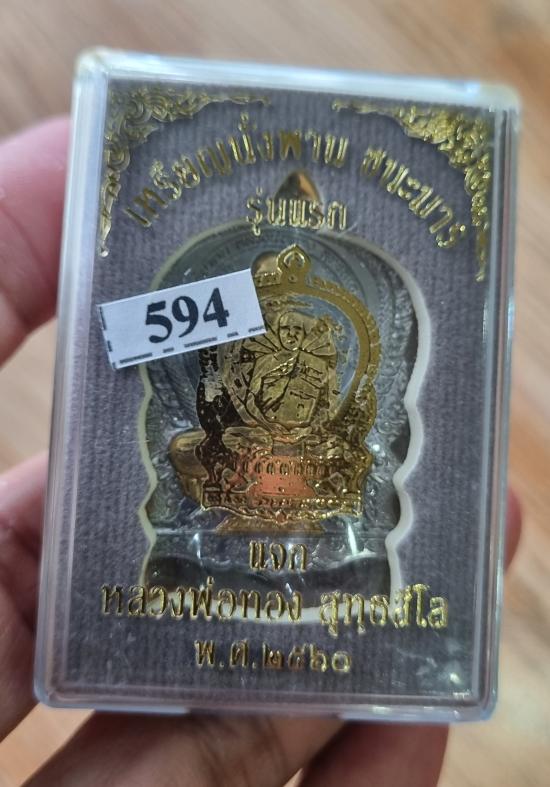 เหรียญนั่งพาน ชนะมาร
รุ่นแรก
594
แจก
หลวงพ่อทอง สุทธสีโล
พ.ศ.๒๕๖๐